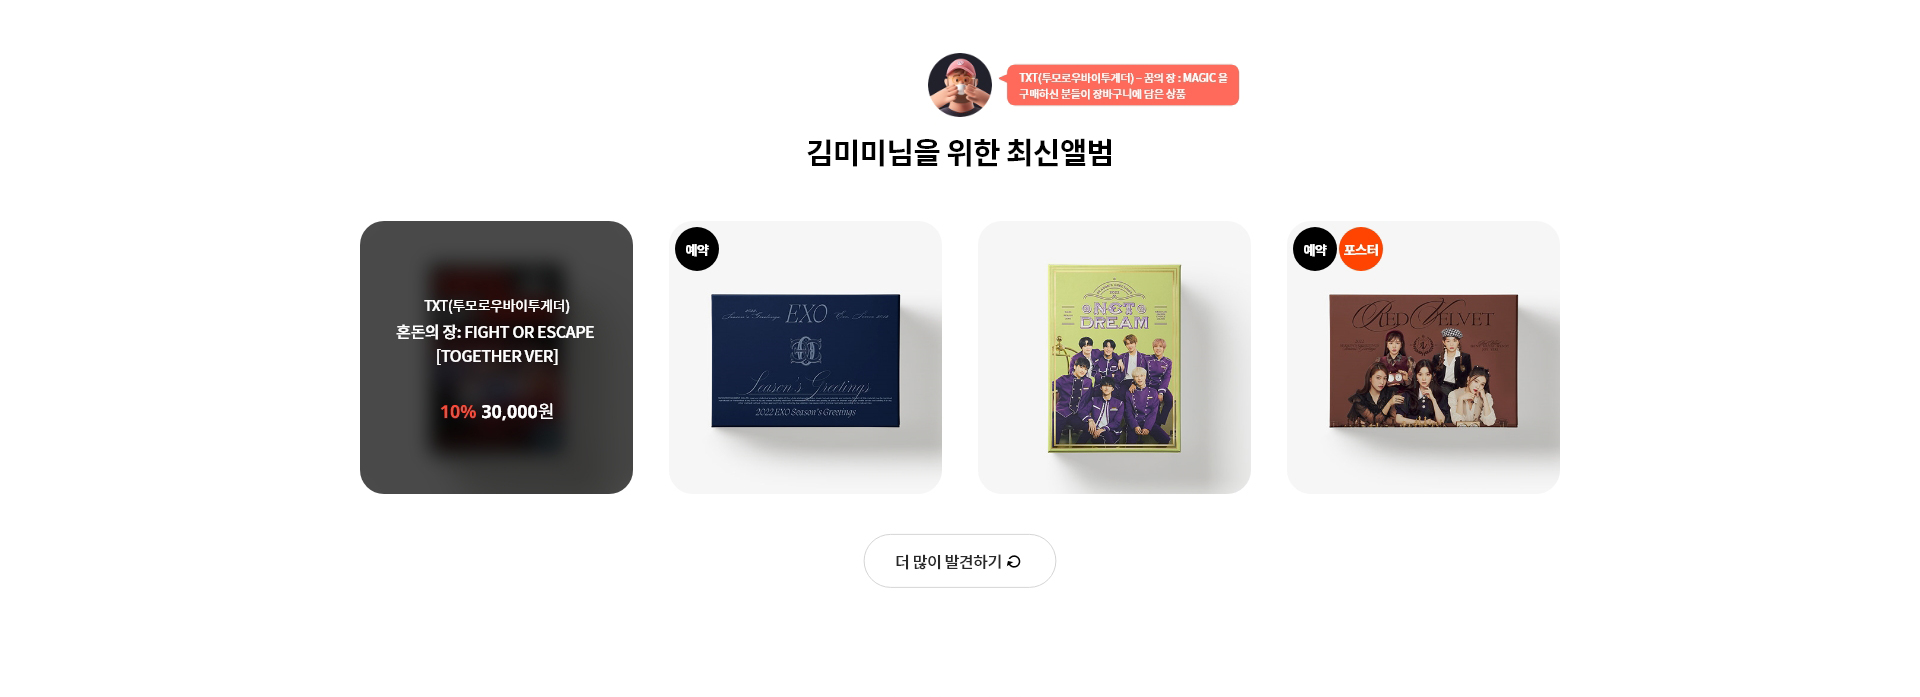 TXT(투모로우바이투게더) – 꿈의 장 : MAGIC 을
구매하신 분들이 장바구니에 담은 상품
김미미님을 위한 최신앨범
TXT(투모로우바이투게더)
혼돈의 장: FIGHT OR ESCAPE
[TOGETHER VER]
10% 30,000원
예약
EXO
Season's Greetings
2022 EXO Season's Greetings
2022
NCT
DREAM
예약 포스터
RED VELVET
더 많이 발견하기